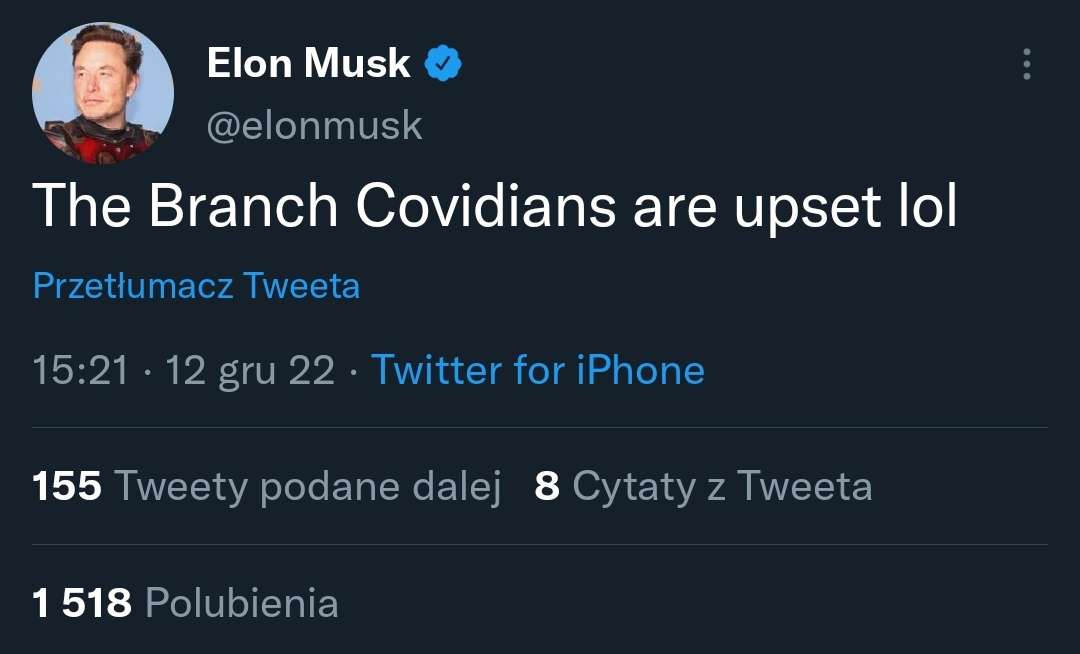 Elon Musk
@elonmusk
The Branch Covidians are upset lol
Przetłumacz Tweeta
15:21 · 12 gru 22 · Twitter for iPhone
155 Tweety podane dalej 8 Cytaty z Tweeta
1 518 Polubienia